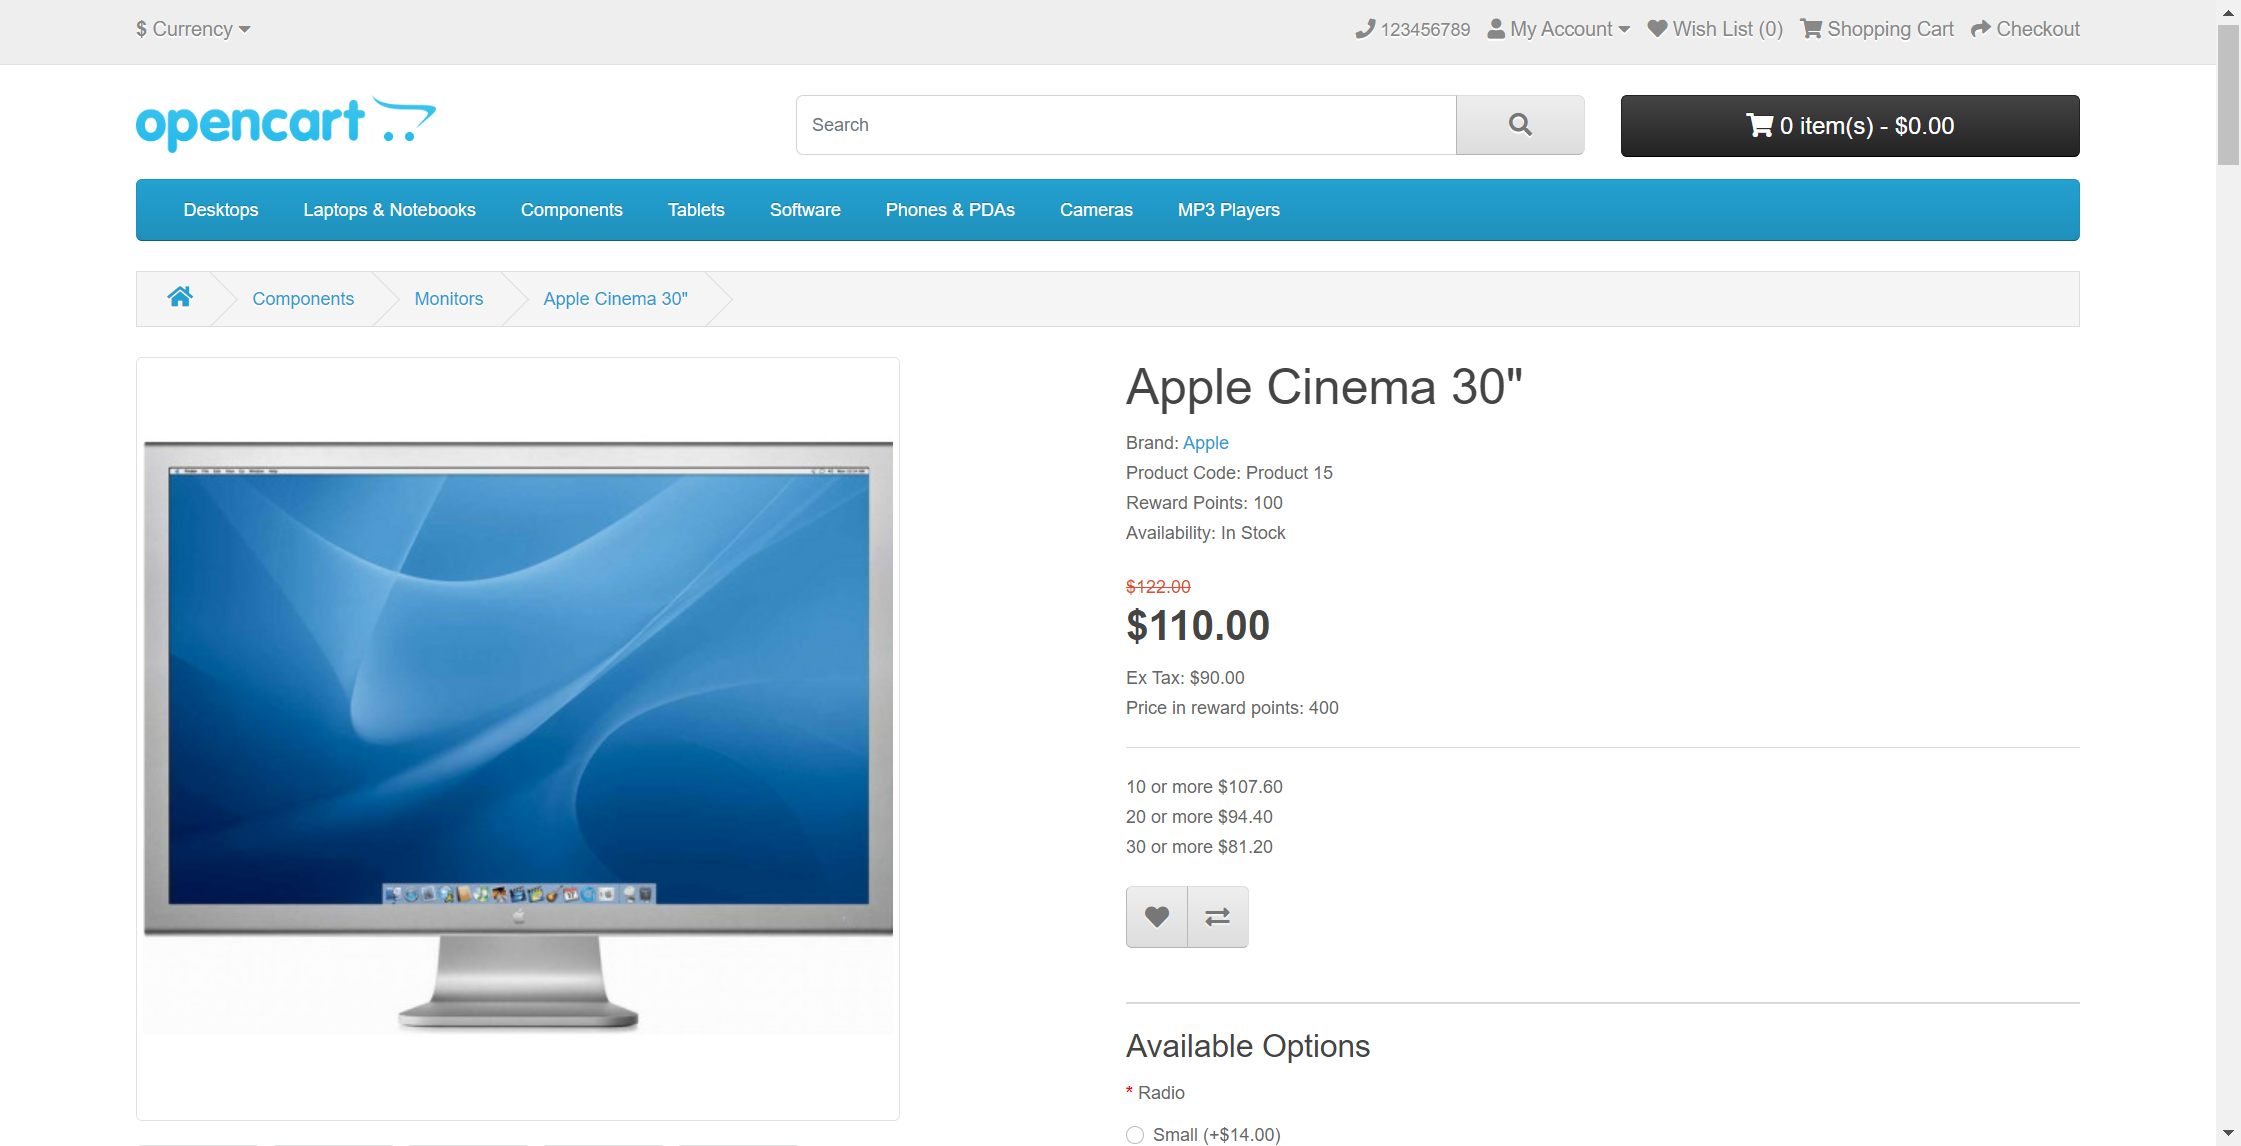 $ Currency
123456789 My Account Wish List (0) Shopping Cart Checkout
opencart
Search
0 item(s) - $0.00
Desktops Laptops & Notebooks Components Tablets Software Phones & PDAs Cameras MP3 Players
Components Monitors Apple Cinema 30"
Apple Cinema 30"
Brand: Apple
Product Code: Product 15
Reward Points: 100
Availability: In Stock
$122.00
$110.00
Ex Tax: $90.00
Price in reward points: 400
10 or more $107.60
20 or more $94.40
30 or more $81.20
Available Options
* Radio
Small (+$14.00)